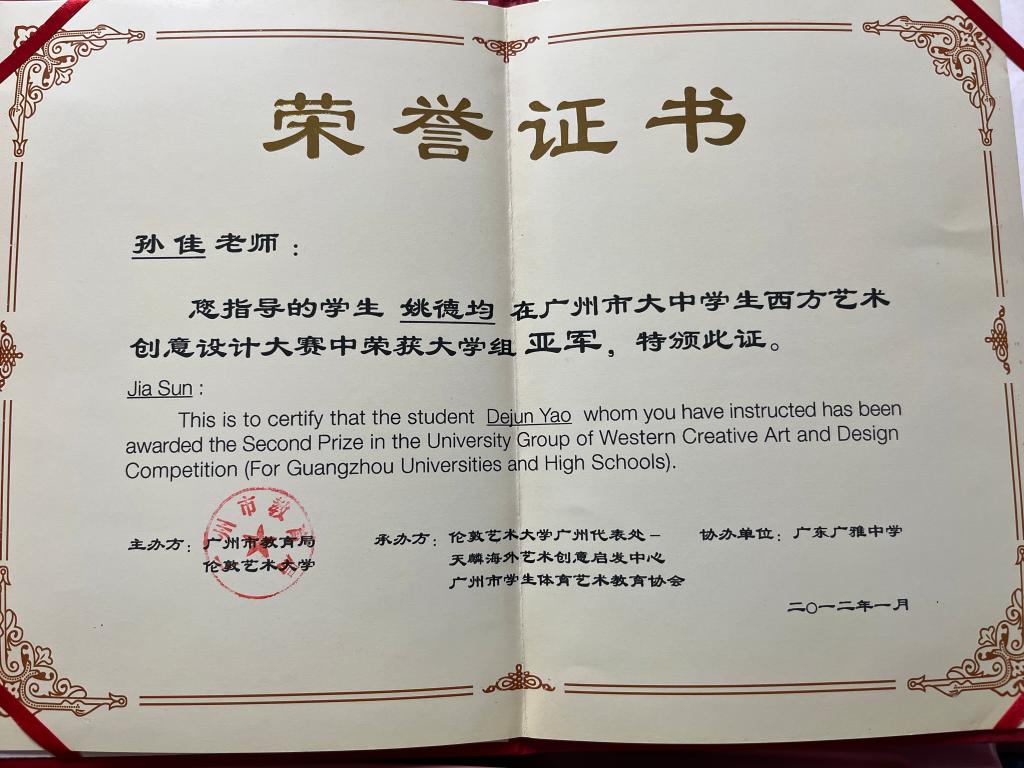 荣誉证书
孙佳老师：
您指导的学生 姚德均 在广州市大中学生西方艺术
创意设计大赛中荣获大学组亚军，特颁此证。
Jia Sun :
This is to certify that the student Dejun Yao whom you have instructed has been
awarded the Second Prize in the University Group of Western Creative Art and Design
Competition (For Guangzhou Universities and High Schools).
主办方：广州市教育局 承办方：伦敦艺术大学广州代表处– 协办单位：广东广雅中学
伦敦艺术大学 天麟海外艺术创意启发中心
广州市学生体育艺术教育协会
二〇一二年一月
广州市教育局